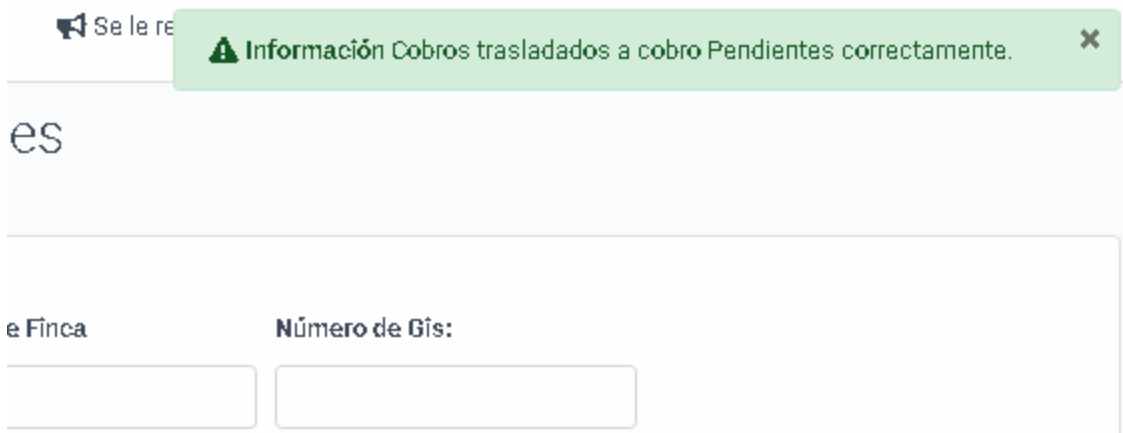 Se le re
Información Cobros trasladados a cobro Pendientes correctamente.
×
es
e Finca
Número de Gis: